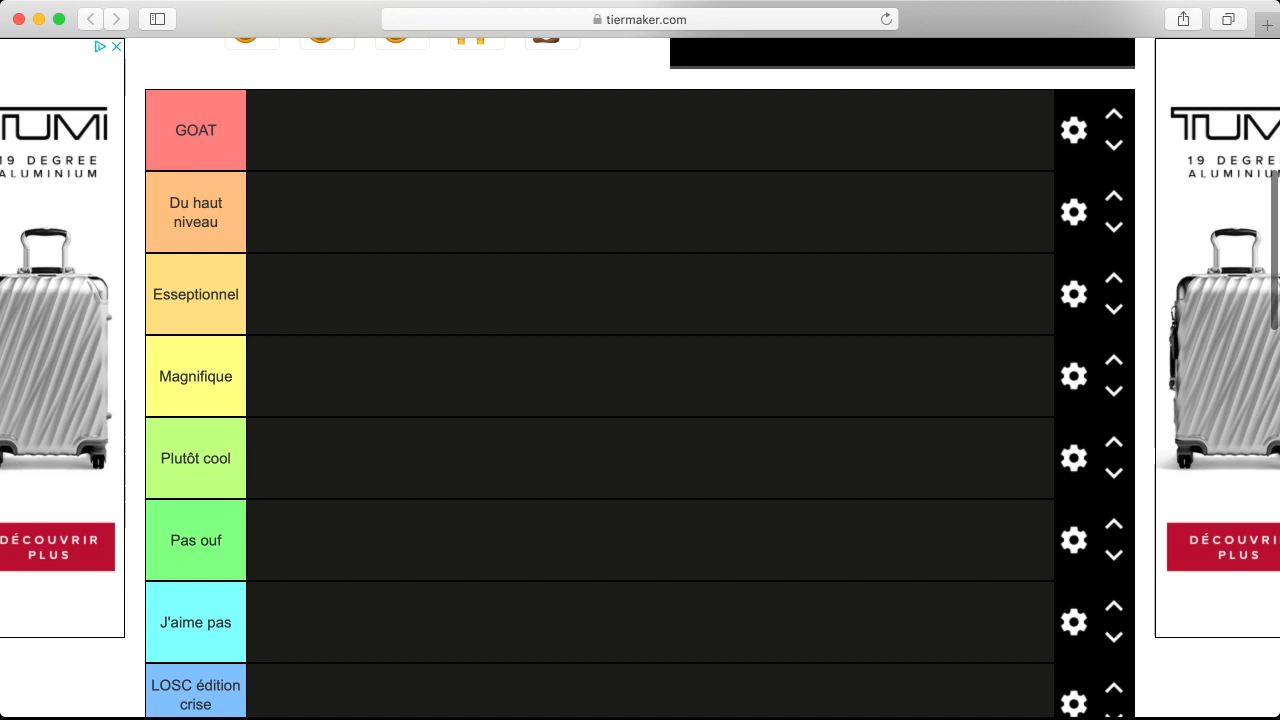 tiermaker.com
TUMI
19 DEGREE
ALUMINIUM
DÉCOUVRIR
PLUS
GOAT
Du haut
niveau
Esseptionnel
Magnifique
Plutôt cool
Pas ouf
J'aime pas
LOSC édition
crise
TUMI
19 DEGREE
ALUMINIUM
DÉCOUVRI
PLUS